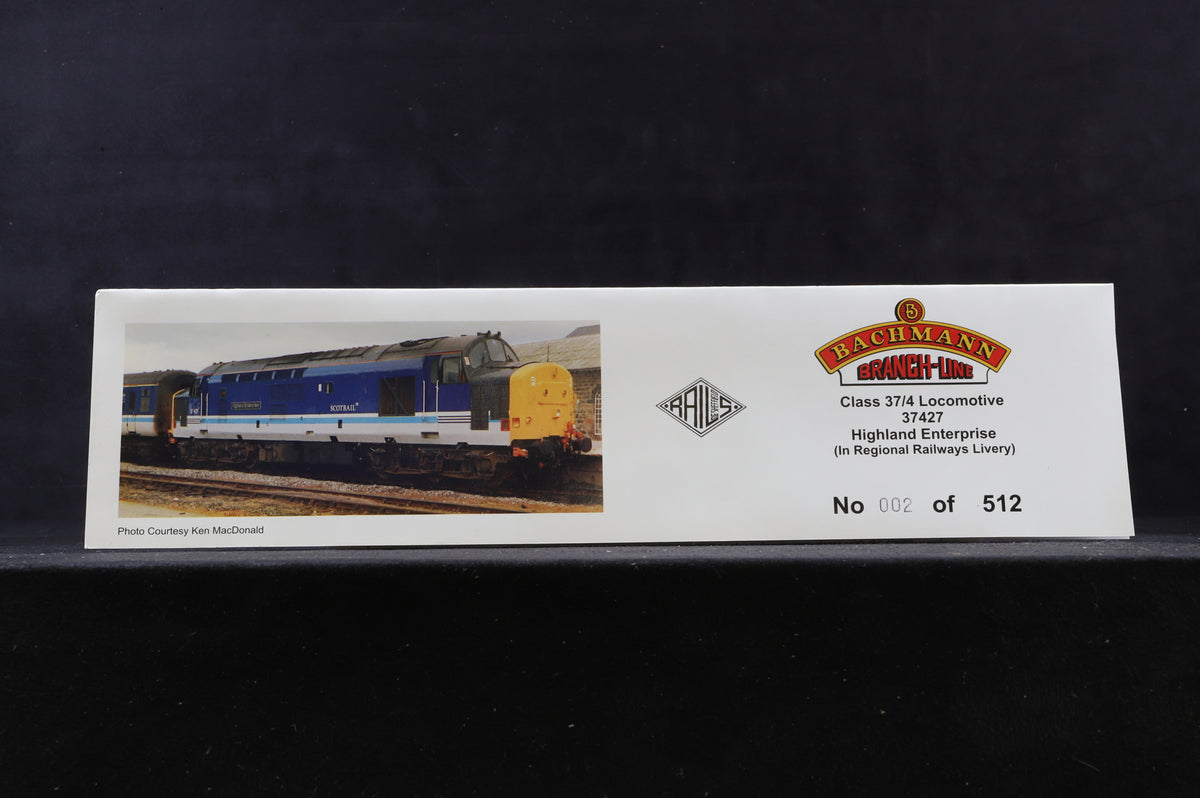 BACHMANN
BRANCH-LINE
RAILS
Class 37/4 Locomotive
37427
Highland Enterprise
(In Regional Railways Livery)
No 002 of 512
SCOTRAIL
Photo Courtesy Ken MacDonald